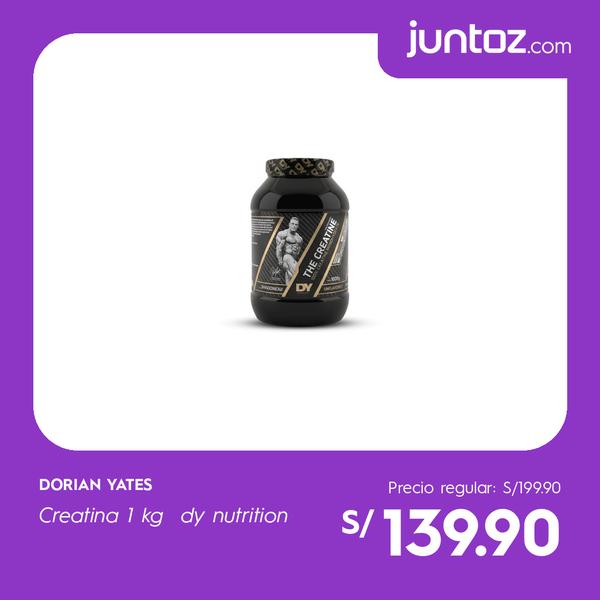 juntoz.com
THE CREATINE
DY
DORIAN YATES
Creatina 1 kg dy nutrition
Precio regular: S/199.90
S/139.90